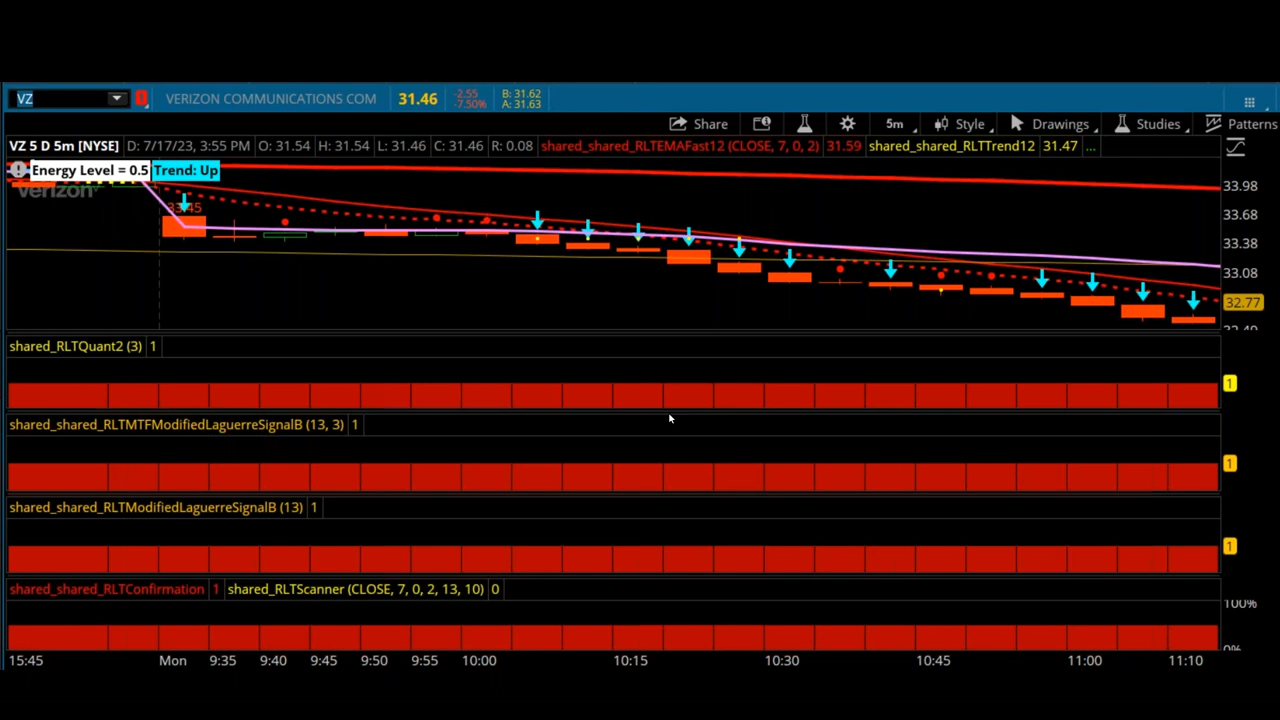 VZ 1 VERIZON COMMUNICATIONS COM 31.46 -2.55 -7.50% B: 31.62 A: 31.63
Share 5m Style Drawings Studies Patterns
VZ 5 D 5m [NYSE] D: 7/17/23, 3:55 PM O: 31.54 H: 31.54 L: 31.46 C: 31.46 R: 0.08 shared_shared_RLTEMAFast12 (CLOSE, 7, 0, 2) 31.59 shared_shared_RLTTrend12 31.47 ...
Energy Level = 0.5 Trend: Up
verizon
33.98
33.68
33.38
33.08
32.77
32.49
shared_RLTQuant2 (3) 1
1
shared_shared_RLTMTFModifiedLaguerreSignalB (13, 3) 1
1
shared_shared_RLTModifiedLaguerreSignalB (13) 1
1
shared_shared_RLTConfirmation 1 shared_RLTScanner (CLOSE, 7, 0, 2, 13, 10) 0
100%
0%
15:45 Mon 9:35 9:40 9:45 9:50 9:55 10:00 10:15 10:30 10:45 11:00 11:10